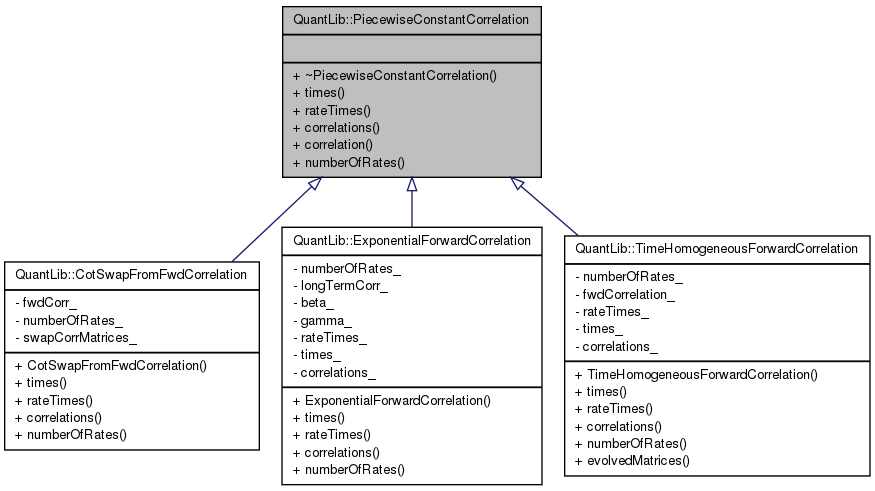 QuantLib::PiecewiseConstantCorrelation
+ ~PiecewiseConstantCorrelation()
+ times()
+ rateTimes()
+ correlations()
+ correlation()
+ numberOfRates()
QuantLib::CotSwapFromFwdCorrelation
- fwdCorr_
- numberOfRates_
- swapCorrMatrices_
+ CotSwapFromFwdCorrelation()
+ times()
+ rateTimes()
+ correlations()
+ numberOfRates()
QuantLib::ExponentialForwardCorrelation
- numberOfRates_
- longTermCorr_
- beta_
- gamma_
- rateTimes_
- times_
- correlations_
+ ExponentialForwardCorrelation()
+ times()
+ rateTimes()
+ correlations()
+ numberOfRates()
QuantLib::TimeHomogeneousForwardCorrelation
- numberOfRates_
- fwdCorrelation_
- rateTimes_
- times_
- correlations_
+ TimeHomogeneousForwardCorrelation()
+ times()
+ rateTimes()
+ correlations()
+ numberOfRates()
+ evolvedMatrices()